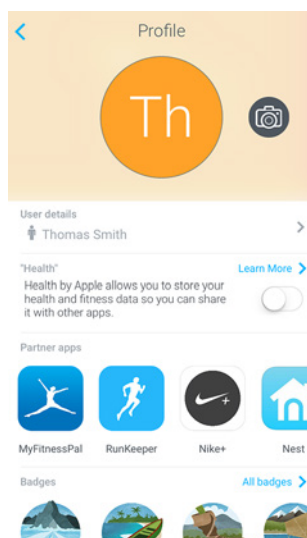 Profile
Th
User details
Thomas Smith
"Health"
Learn More
Health by Apple allows you to store your
health and fitness data so you can share
it with other apps.
Partner apps
MyFitnessPal RunKeeper Nike+ Nest
Badges
All badges